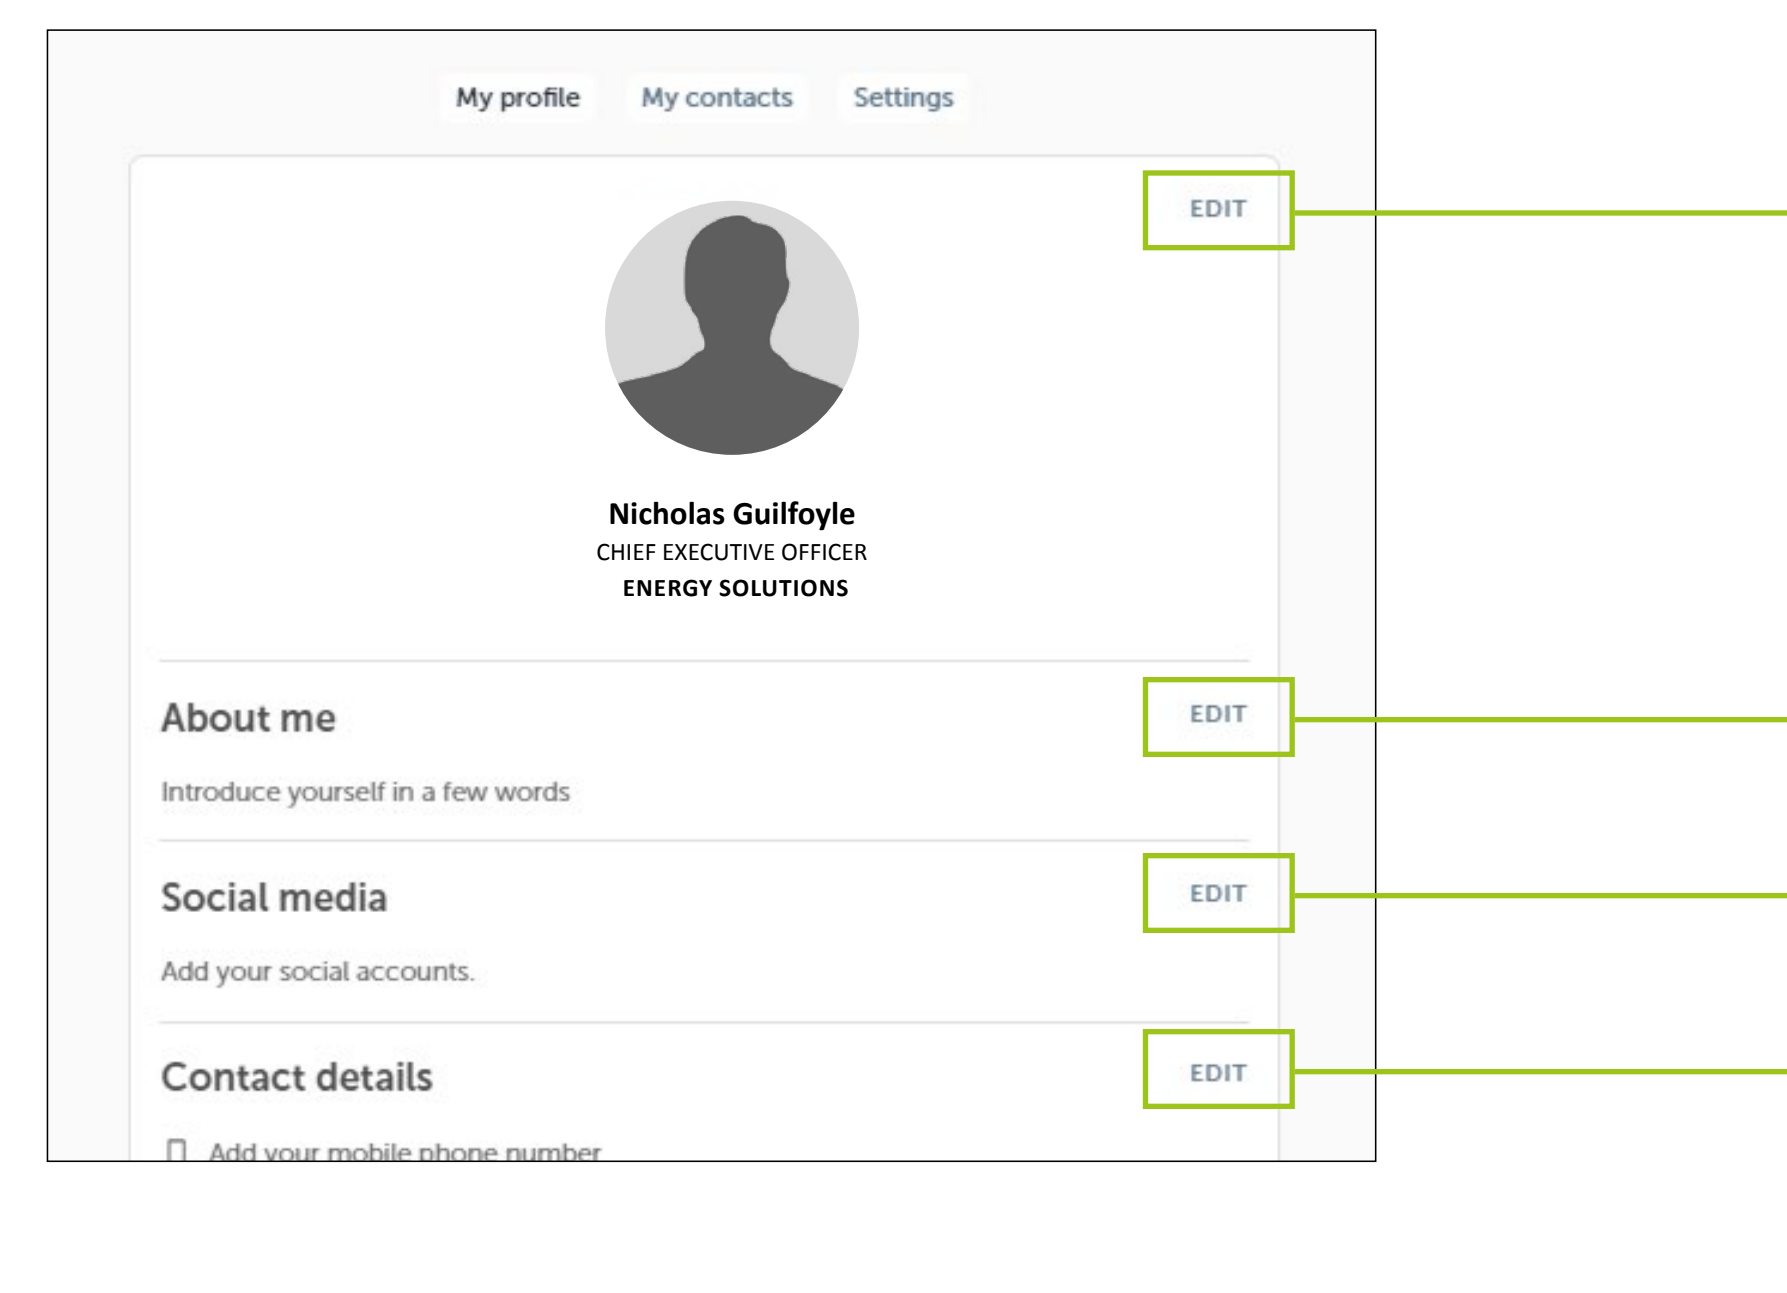 My profile My contacts Settings
EDIT
Nicholas Guilfoyle
CHIEF EXECUTIVE OFFICER
ENERGY SOLUTIONS
About me EDIT
Introduce yourself in a few words
Social media EDIT
Add your social accounts.
Contact details EDIT
Add your mobile phone number